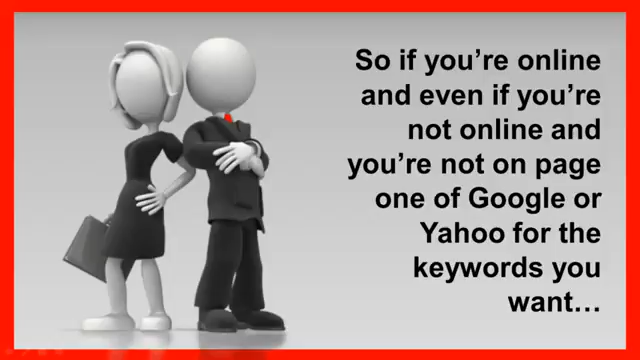 So if you’re online
and even if you’re
not online and
you’re not on page
one of Google or
Yahoo for the
keywords you
want…